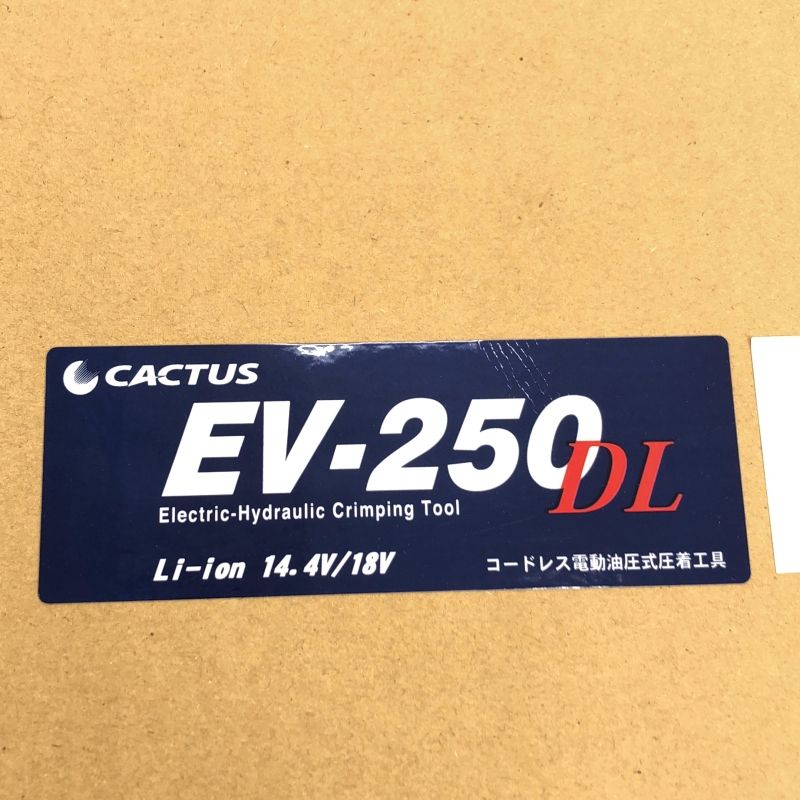 CACTUS
EV-250DL
Electric-Hydraulic Crimping Tool
Li-ion 14.4V/18V
コードレス電動油圧式圧着工具